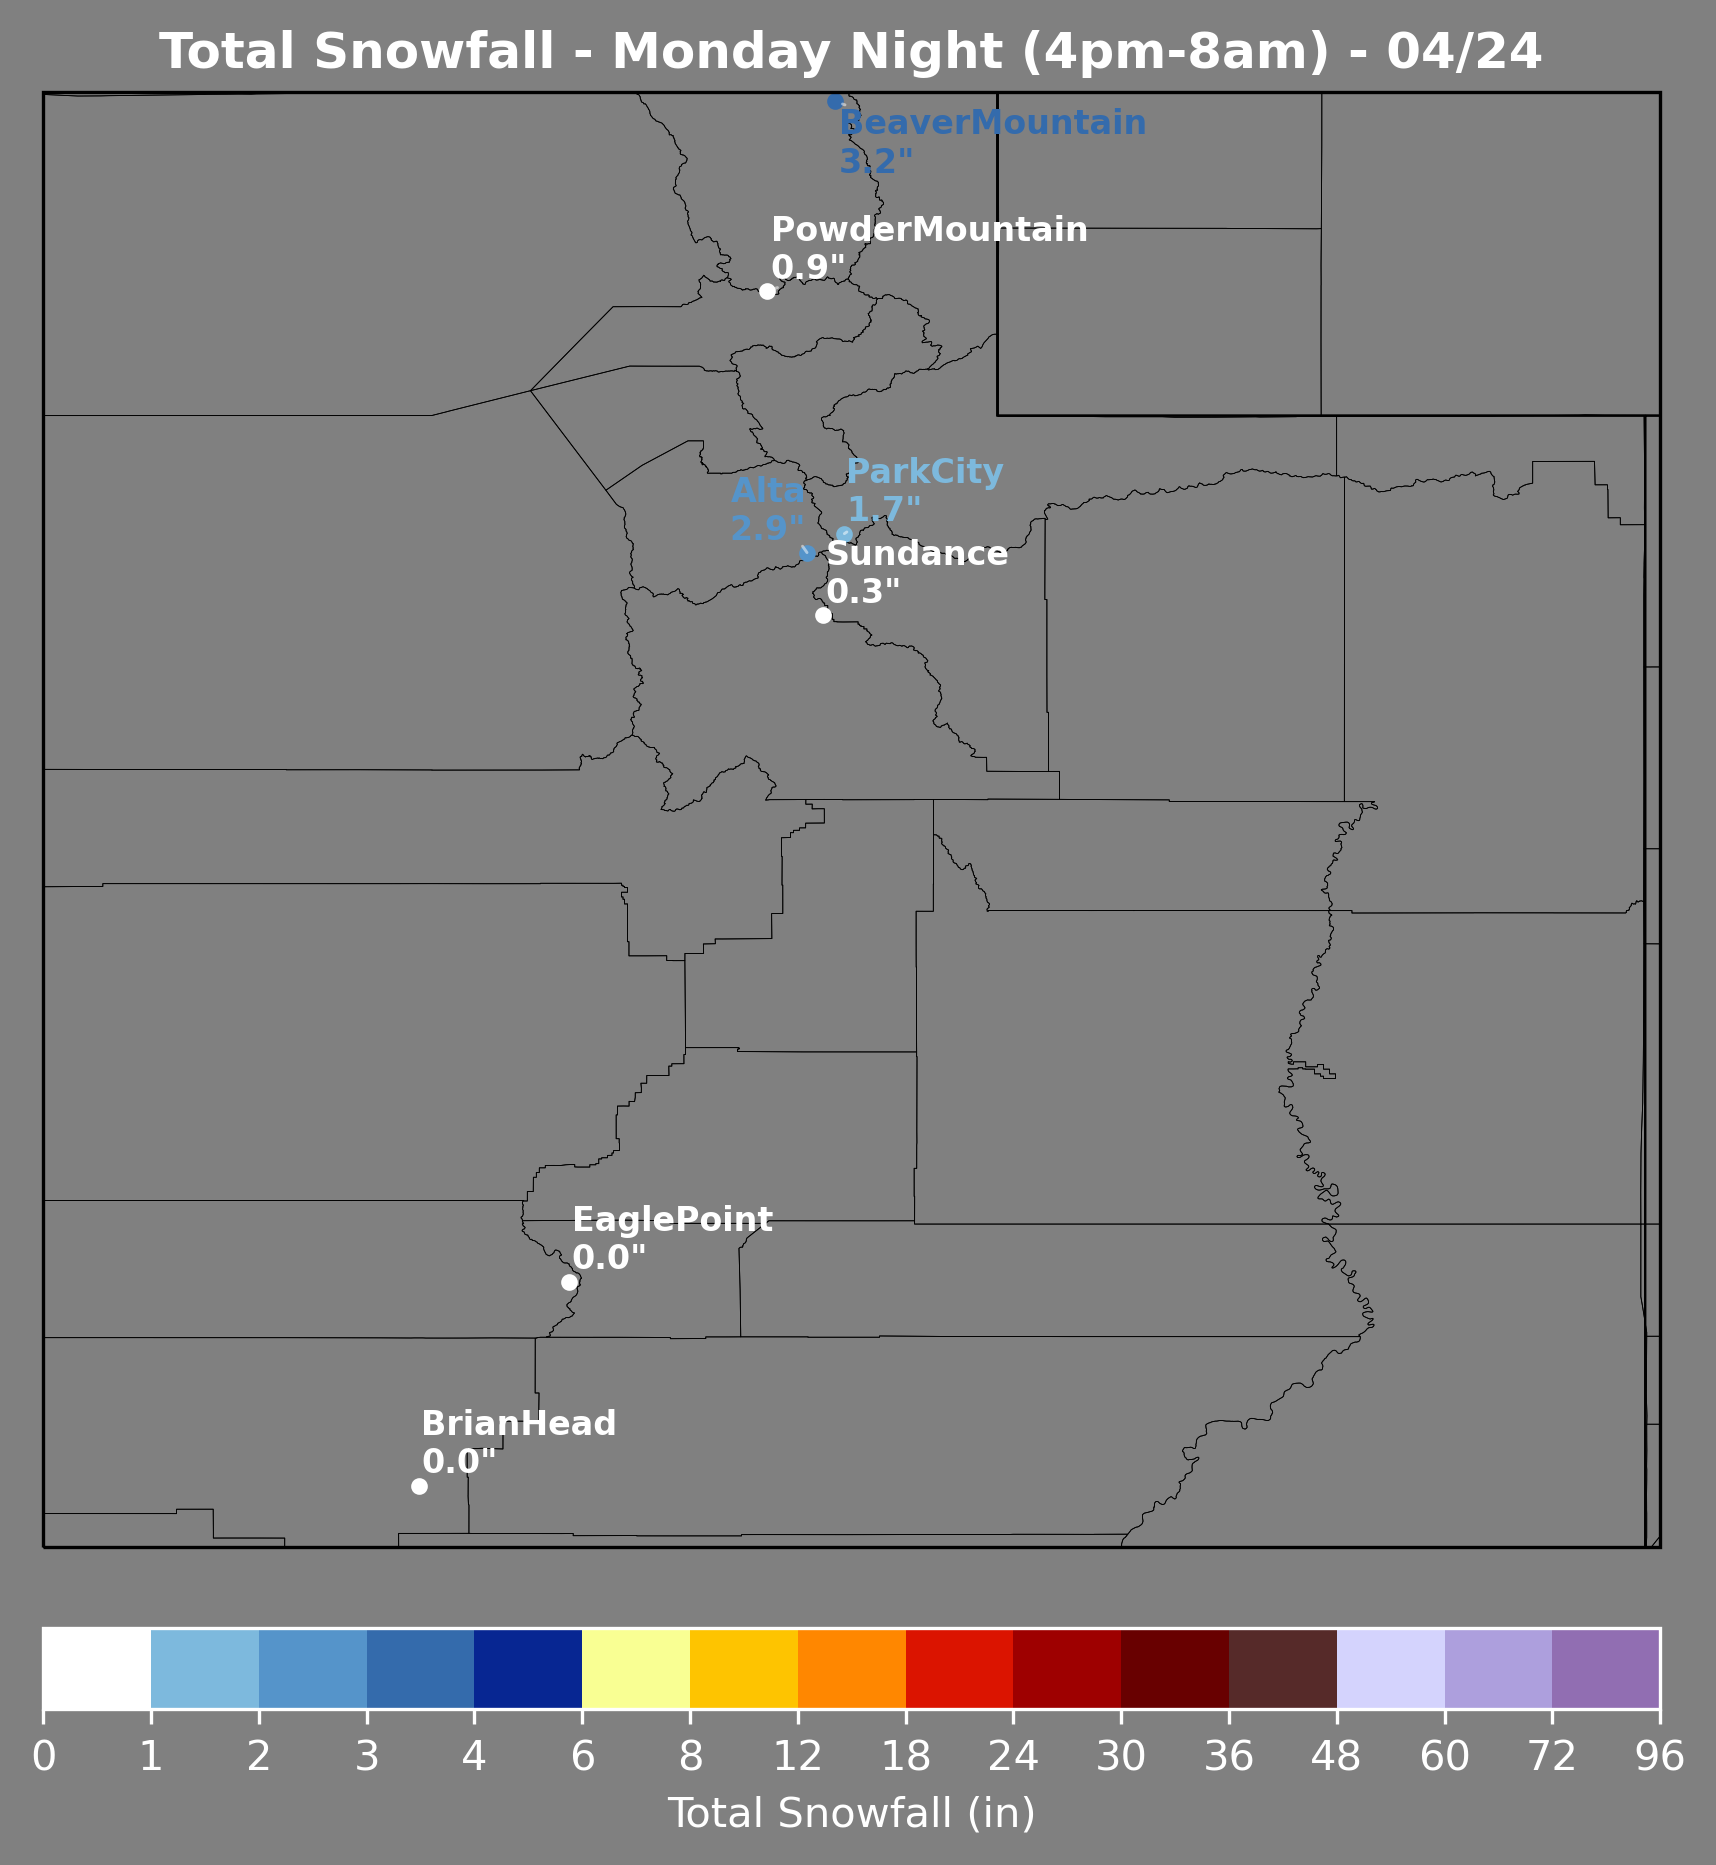 Total Snowfall - Monday Night (4pm-8am) - 04/24
BeaverMountain
3.2"
PowderMountain
0.9"
ParkCity
1.7"
Alta
2.9"
Sundance
0.3"
EaglePoint
0.0"
BrianHead
0.0"
0 1 2 3 4 6 8 12 18 24 30 36 48 60 72 96
Total Snowfall (in)